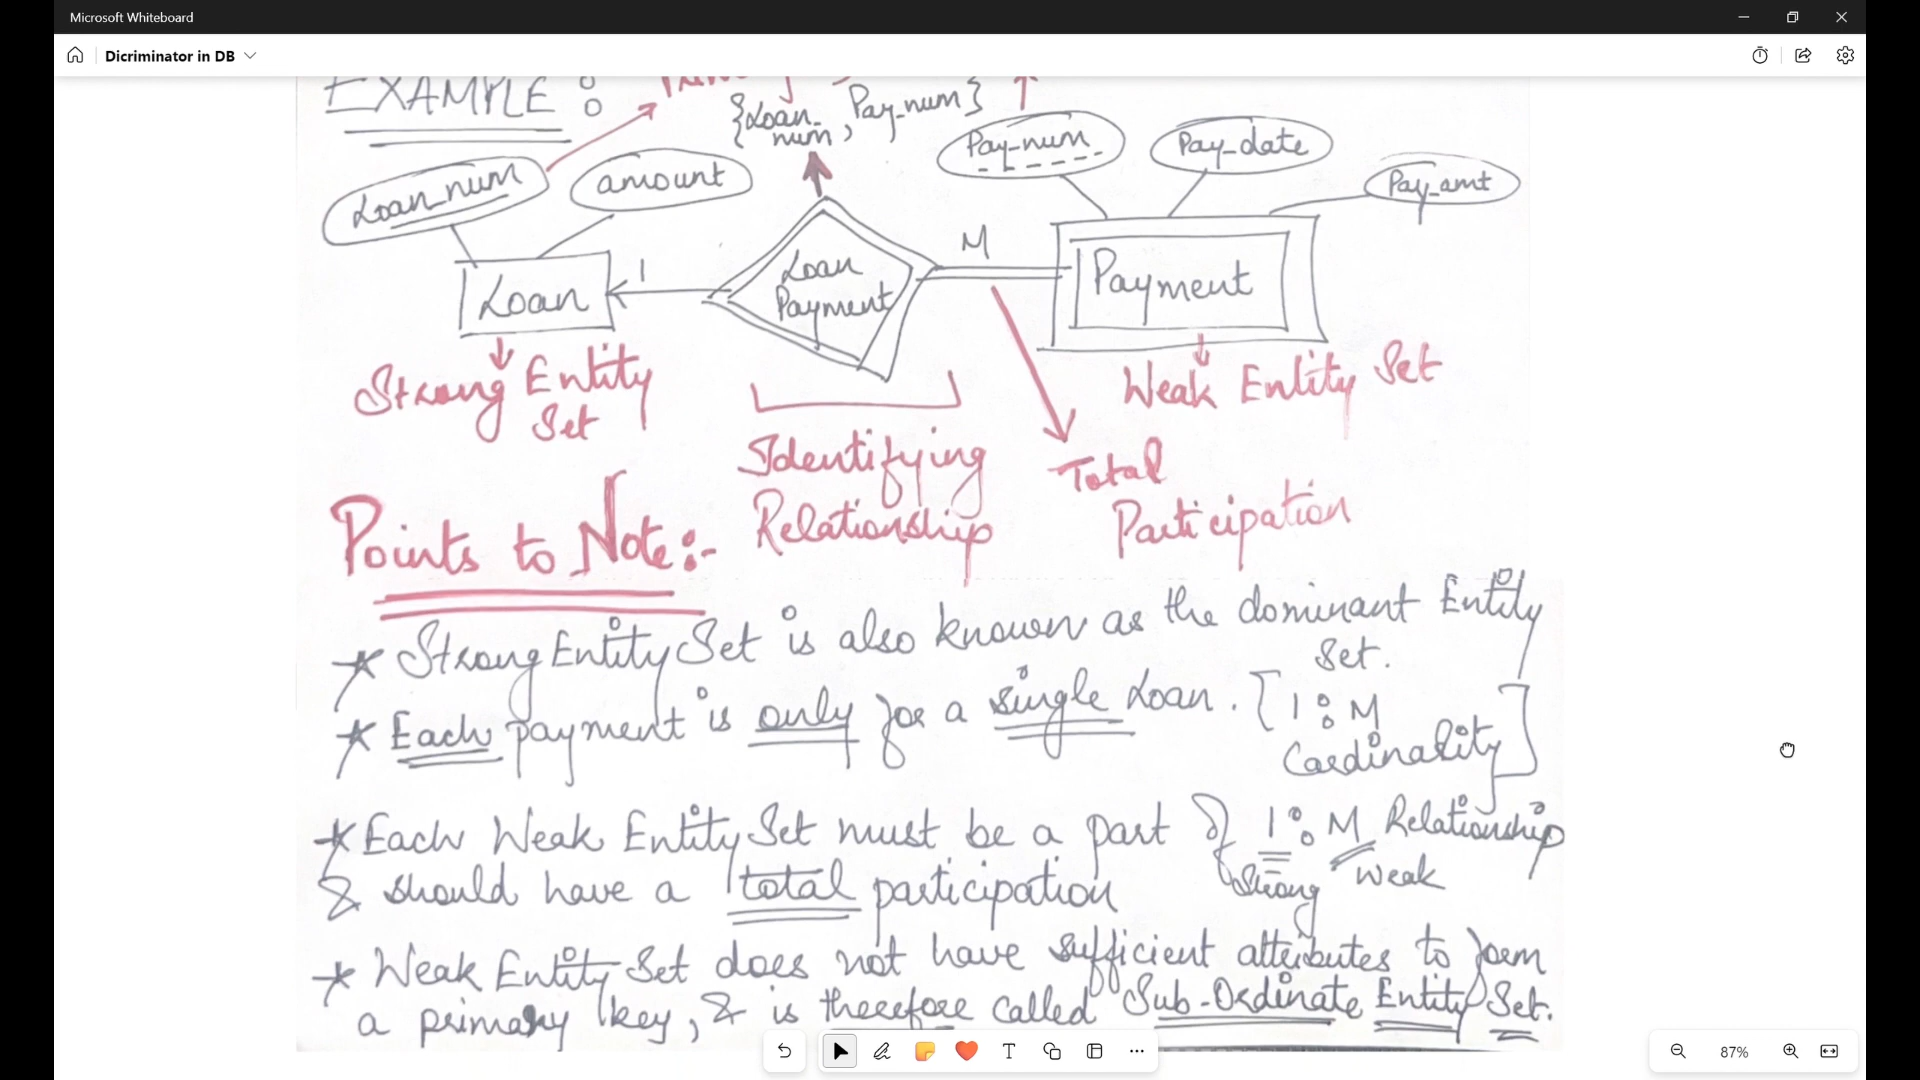 Microsoft Whiteboard
Dicriminator in DB
EXAMPLE :
{Loan_num, Pay_num}
Loan_num
amount
Pay_num
Pay_date
Pay_amt
Loan
1
Loan Payment
M
Payment
Strong Entity Set
Identifying Relationship
Total Participation
Weak Entity Set
Points to Note:-
* Strong Entity Set is also known as the dominant Entity Set.
* Each payment is only for a single Loan. [1:M Cardinality]
* Each Weak Entity Set must be a part of 1:M Relationship
Strong Weak
& should have a total participation
* Weak Entity Set does not have sufficient attributes to form
a primary key, & is therefore called Sub-Ordinate Entity Set.
87%